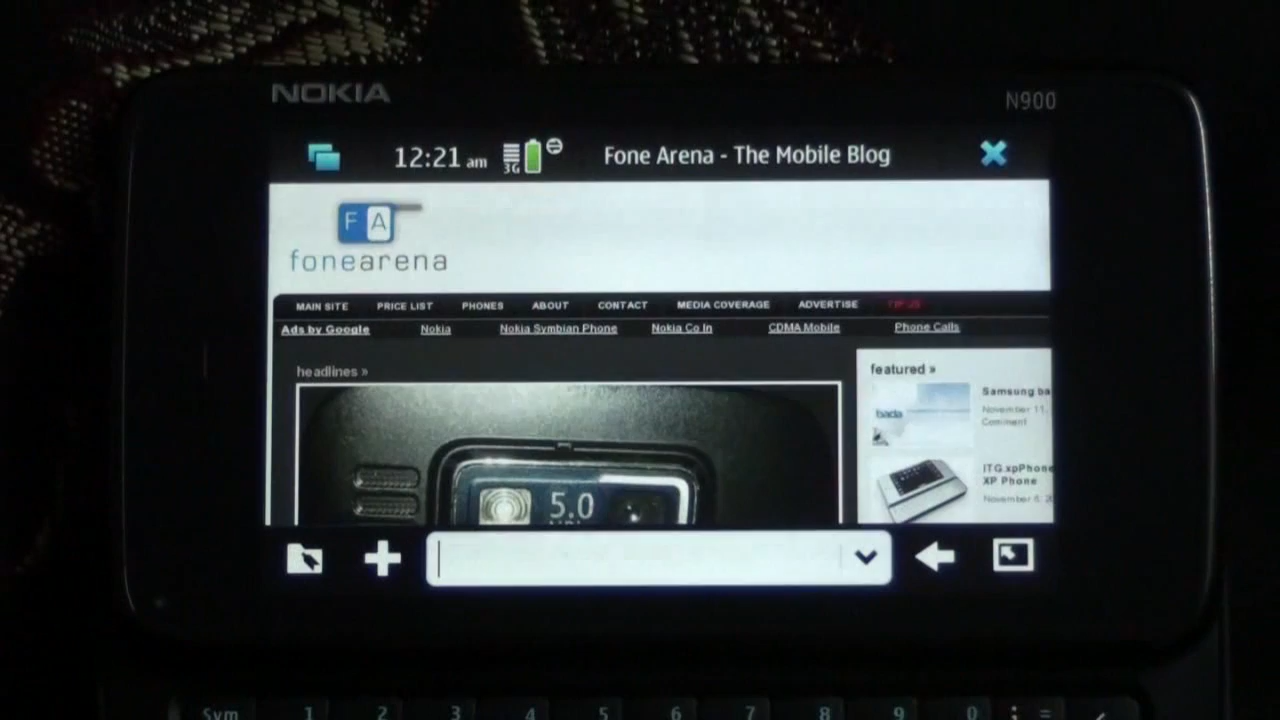 NOKIA
N900
12:21 am 3G Fone Arena - The Mobile Blog
F A
fonearena
MAIN SITE PRICE LIST PHONES ABOUT CONTACT MEDIA COVERAGE ADVERTISE TIP US
Ads by Google Nokia Nokia Symbian Phone Nokia Co In CDMA Mobile Phone Calls
headlines »
featured »
Samsung ba
November 11,
Comment
bada
5.0
ITG xpPhone
XP Phone
November 6, 20
Sym 1 2 3 4 5 6 7 8 9 0 : =